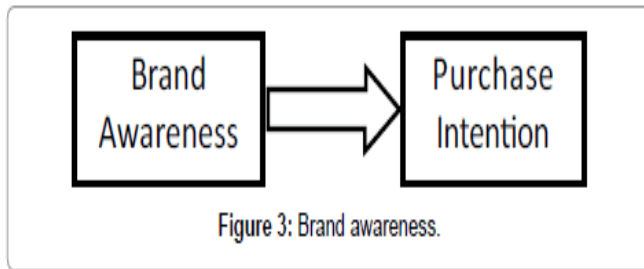 Brand
Awareness
Purchase
Intention
Figure 3: Brand awareness.